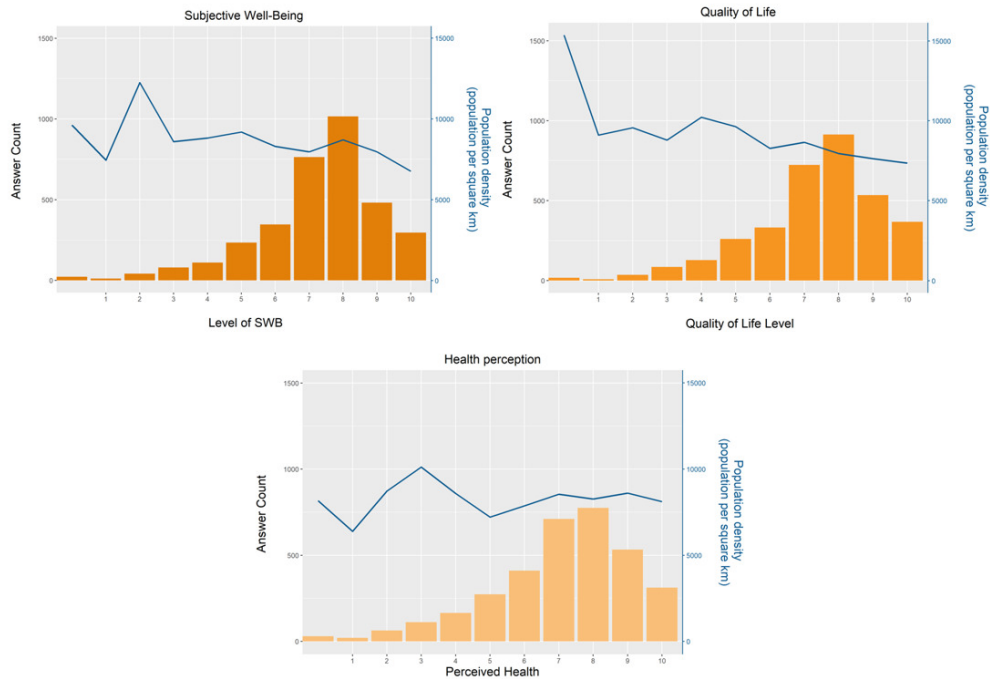 Subjective Well-Being
1500
1000
500
0
Answer Count
15000
10000
5000
0
Population density
(population per square km)
1 2 3 4 5 6 7 8 9 10
Level of SWB
Quality of Life
1500
1000
500
0
Answer Count
15000
10000
5000
0
Population density
(population per square km)
1 2 3 4 5 6 7 8 9 10
Quality of Life Level
Health perception
1500
1000
500
0
Answer Count
15000
10000
5000
0
Population density
(population per square km)
1 2 3 4 5 6 7 8 9 10
Perceived Health